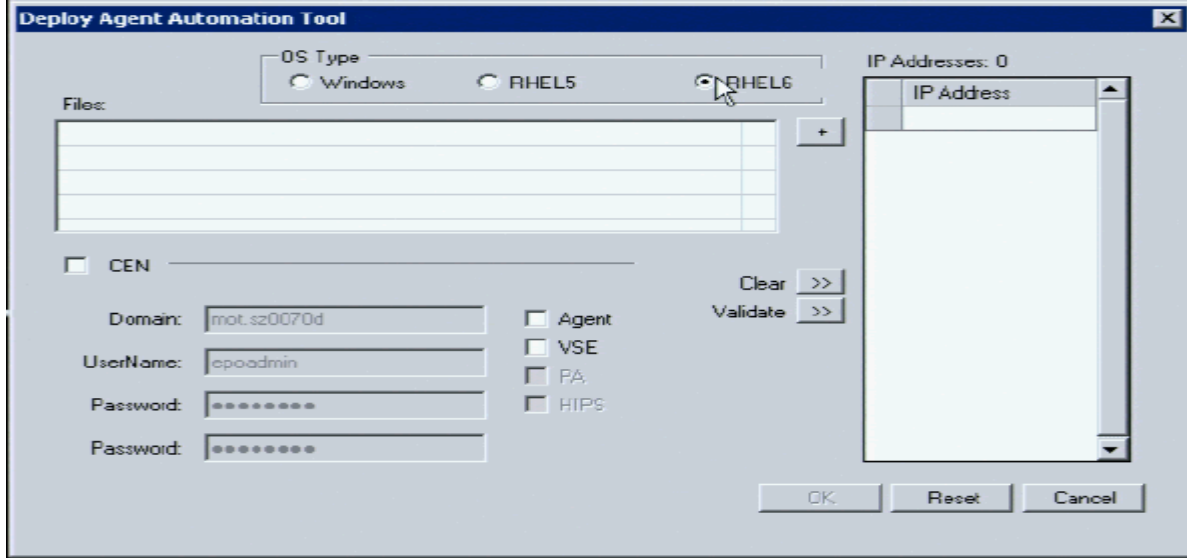 Deploy Agent Automation Tool
OS Type
Windows
RHEL5
RHEL6
IP Addresses: 0
IP Address
Files:
+
CEN
Clear >>
Validate >>
Domain: mot.sz0070d
UserName: epoadmin
Password:
Password:
Agent
VSE
PA
HIPS
OK
Reset
Cancel